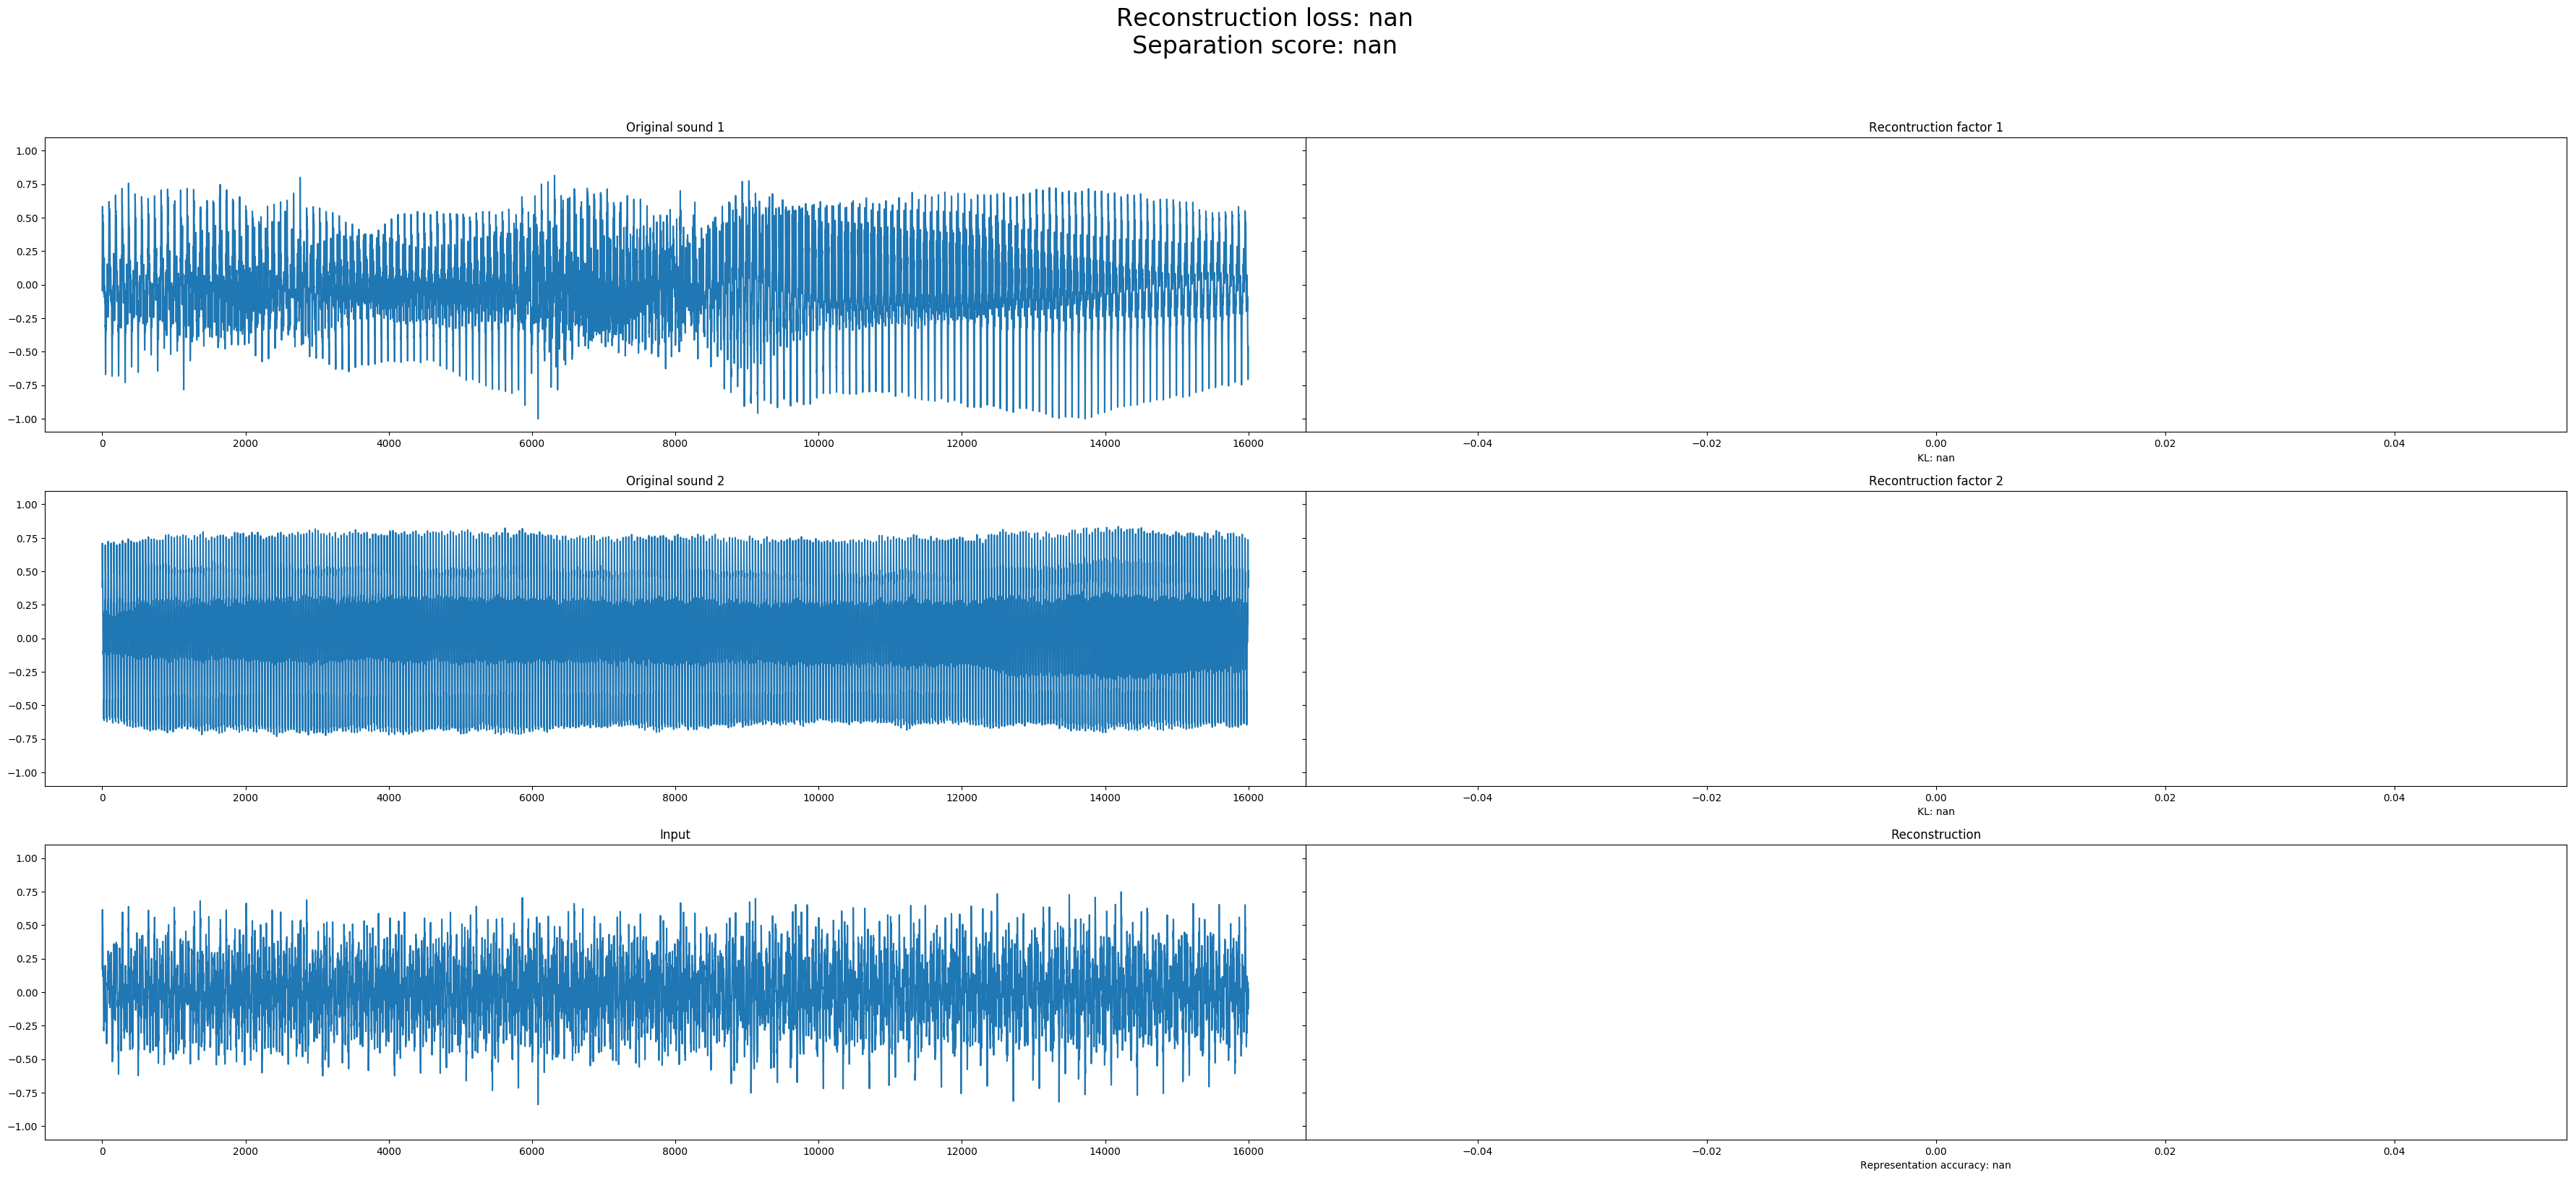 Reconstruction loss: nan
Separation score: nan
Original sound 1
Recontruction factor 1
1.00
0.75
0.50
0.25
0.00
−0.25
−0.50
−0.75
−1.00
0 2000 4000 6000 8000 10000 12000 14000 16000
−0.04 −0.02 0.00 0.02 0.04
KL: nan
Original sound 2
Recontruction factor 2
1.00
0.75
0.50
0.25
0.00
−0.25
−0.50
−0.75
−1.00
0 2000 4000 6000 8000 10000 12000 14000 16000
−0.04 −0.02 0.00 0.02 0.04
KL: nan
Input
Reconstruction
1.00
0.75
0.50
0.25
0.00
−0.25
−0.50
−0.75
−1.00
0 2000 4000 6000 8000 10000 12000 14000 16000
−0.04 −0.02 0.00 0.02 0.04
Representation accuracy: nan